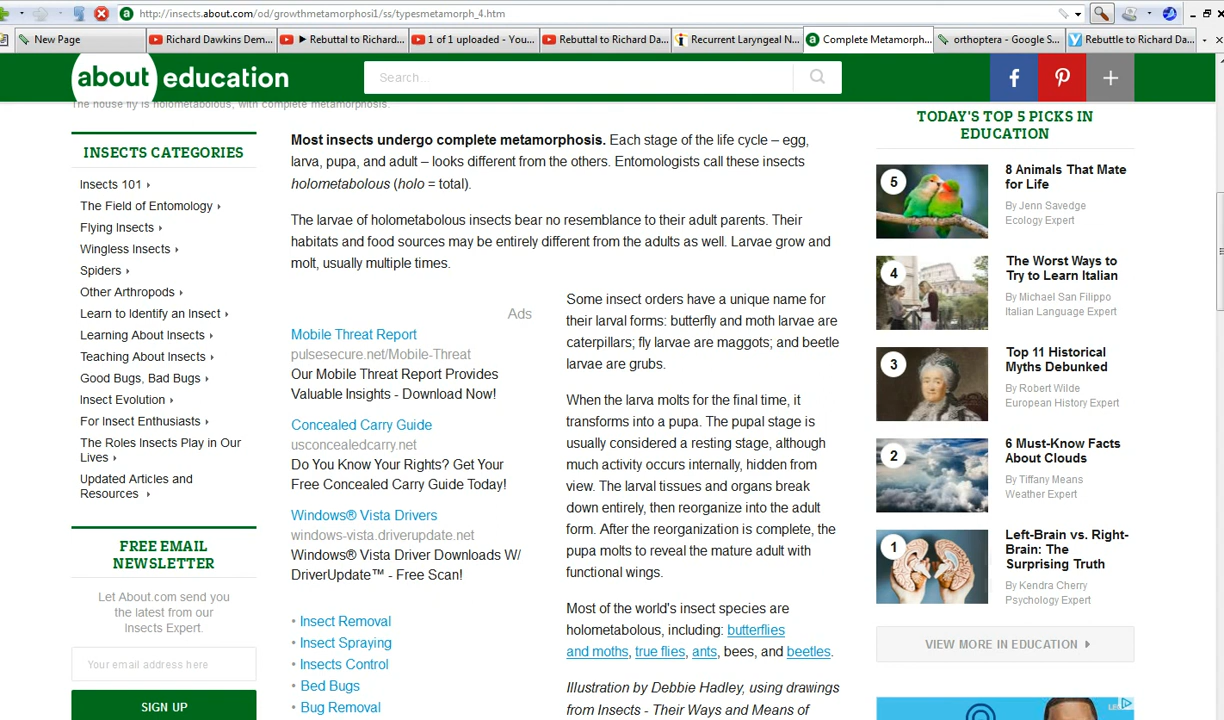 http://insects.about.com/od/growthmetamorphosi1/ss/typesmetamorph_4.htm
New Page
Richard Dawkins Dem...
Rebuttal to Richard...
1 of 1 uploaded - You...
Rebuttal to Richard Da...
Recurrent Laryngeal N...
Complete Metamorph...
orthoptera - Google S...
Rebuttle to Richard Da...
about education
Search...
The house fly is holometabolous, with complete metamorphosis.
INSECTS CATEGORIES
Insects 101
The Field of Entomology
Flying Insects
Wingless Insects
Spiders
Other Arthropods
Learn to Identify an Insect
Learning About Insects
Teaching About Insects
Good Bugs, Bad Bugs
Insect Evolution
For Insect Enthusiasts
The Roles Insects Play in Our
Lives
Updated Articles and
Resources
FREE EMAIL
NEWSLETTER
Let About.com send you
the latest from our
Insects Expert.
Your email address here
SIGN UP
Most insects undergo complete metamorphosis. Each stage of the life cycle – egg,
larva, pupa, and adult – looks different from the others. Entomologists call these insects
holometabolous (holo = total).
The larvae of holometabolous insects bear no resemblance to their adult parents. Their
habitats and food sources may be entirely different from the adults as well. Larvae grow and
molt, usually multiple times.
Ads
Mobile Threat Report
pulsesecure.net/Mobile-Threat
Our Mobile Threat Report Provides
Valuable Insights - Download Now!
Concealed Carry Guide
usconcealedcarry.net
Do You Know Your Rights? Get Your
Free Concealed Carry Guide Today!
Windows® Vista Drivers
windows-vista.driverupdate.net
Windows® Vista Driver Downloads W/
DriverUpdate™ - Free Scan!
• Insect Removal
• Insect Spraying
• Insects Control
• Bed Bugs
• Bug Removal
Some insect orders have a unique name for
their larval forms: butterfly and moth larvae are
caterpillars; fly larvae are maggots; and beetle
larvae are grubs.
When the larva molts for the final time, it
transforms into a pupa. The pupal stage is
usually considered a resting stage, although
much activity occurs internally, hidden from
view. The larval tissues and organs break
down entirely, then reorganize into the adult
form. After the reorganization is complete, the
pupa molts to reveal the mature adult with
functional wings.
Most of the world's insect species are
holometabolous, including: butterflies
and moths, true flies, ants, bees, and beetles.
Illustration by Debbie Hadley, using drawings
from Insects - Their Ways and Means of
TODAY'S TOP 5 PICKS IN
EDUCATION
5
8 Animals That Mate
for Life
By Jenn Savedge
Ecology Expert
4
The Worst Ways to
Try to Learn Italian
By Michael San Filippo
Italian Language Expert
3
Top 11 Historical
Myths Debunked
By Robert Wilde
European History Expert
2
6 Must-Know Facts
About Clouds
By Tiffany Means
Weather Expert
1
Left-Brain vs. Right-
Brain: The
Surprising Truth
By Kendra Cherry
Psychology Expert
VIEW MORE IN EDUCATION